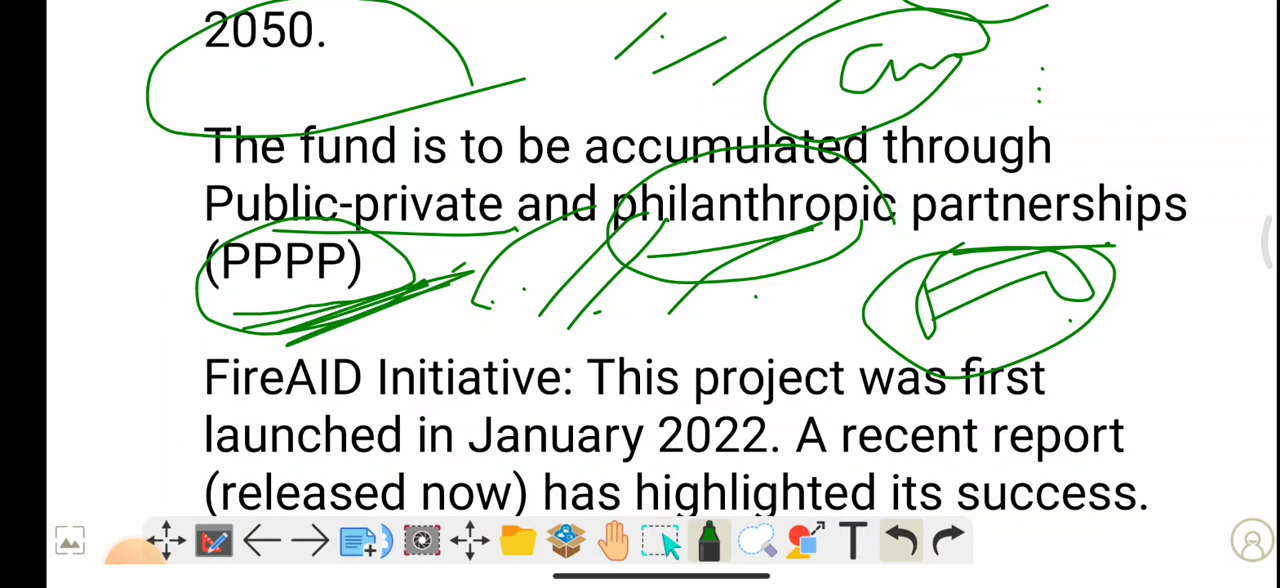 2050.
The fund is to be accumulated through
Public-private and philanthropic partnerships
(PPPP)
FireAID Initiative: This project was first
launched in January 2022. A recent report
(released now) has highlighted its success.